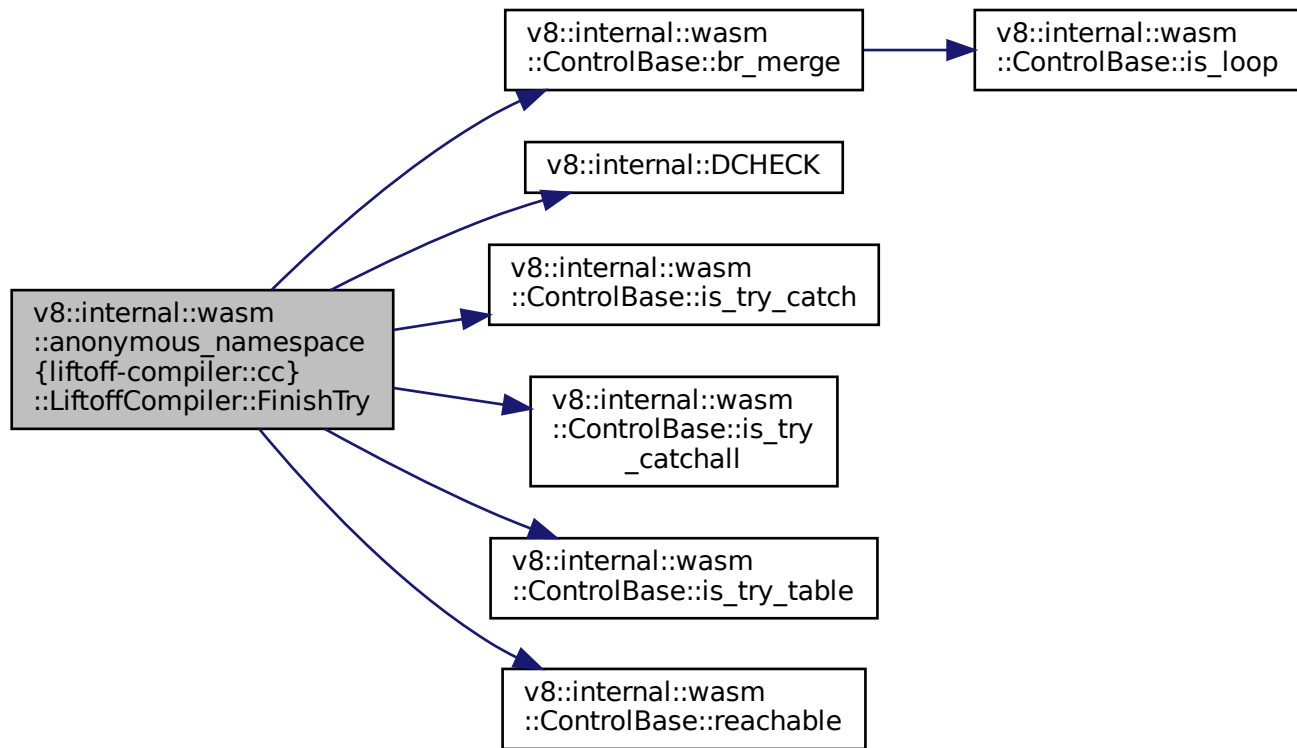 v8::internal::wasm
::ControlBase::br_merge
v8::internal::wasm
::ControlBase::is_loop
v8::internal::DCHECK
v8::internal::wasm
::ControlBase::is_try_catch
v8::internal::wasm
::anonymous_namespace
{liftoff-compiler::cc}
::LiftoffCompiler::FinishTry
v8::internal::wasm
::ControlBase::is_try
_catchall
v8::internal::wasm
::ControlBase::is_try_table
v8::internal::wasm
::ControlBase::reachable